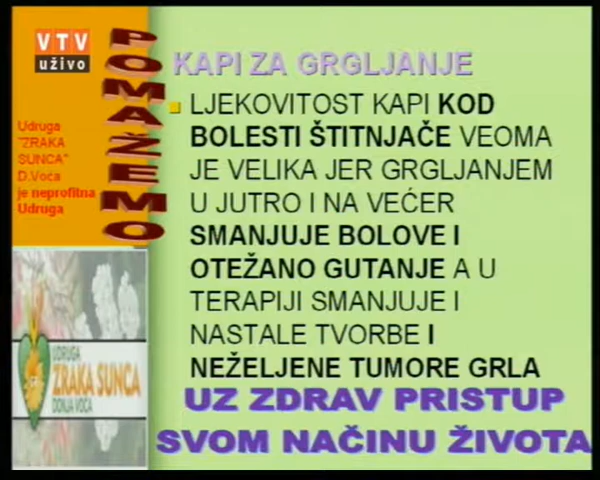 VTV
uživo
POMAŽEMO
Udruga
"ZRAKA
SUNCA"
D.Voća
je neprofitna
Udruga
KAPI ZA GRGLJANJE
LJEKOVITOST KAPI KOD
BOLESTI ŠTITNJAČE VEOMA
JE VELIKA JER GRGLJANJEM
U JUTRO I NA VEĆER
SMANJUJE BOLOVE I
OTEŽANO GUTANJE A U
TERAPIJI SMANJUJE I
NASTALE TVORBE I
NEŽELJENE TUMORE GRLA
UZ ZDRAV PRISTUP
SVOM NAČINU ŽIVOTA
UDRUGA
ZRAKA SUNCA
DONJA VOĆA